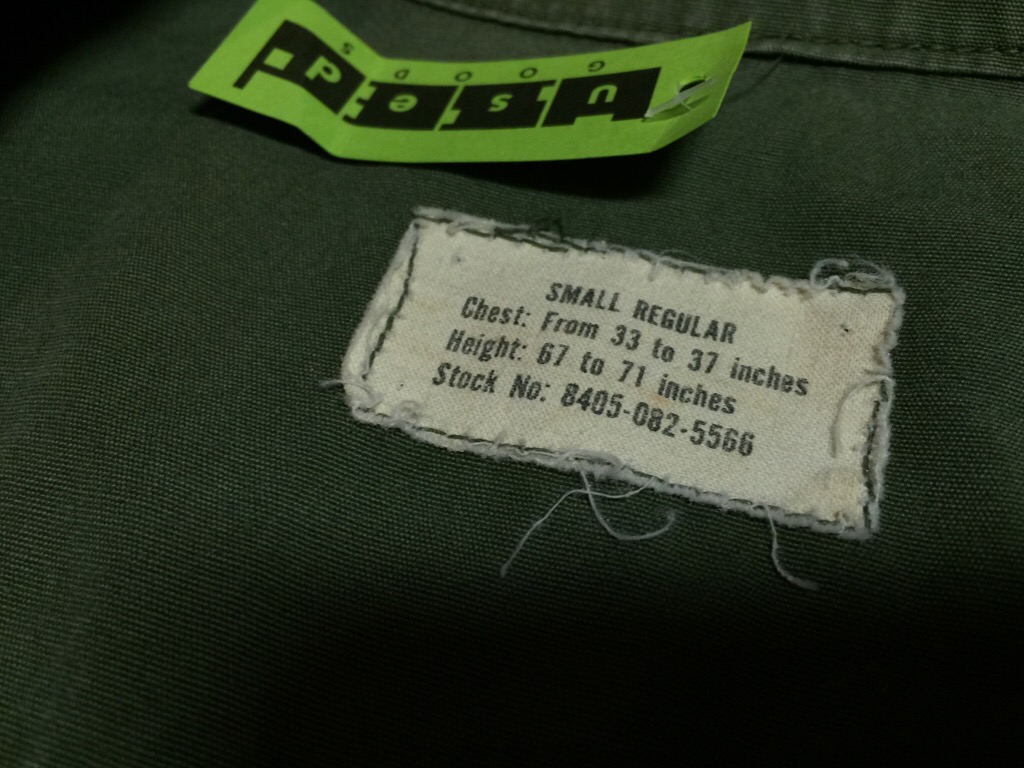 used
GOODS
SMALL REGULAR
Chest: From 33 to 37 inches
Height: 67 to 71 inches
Stock No: 8405-082-5566